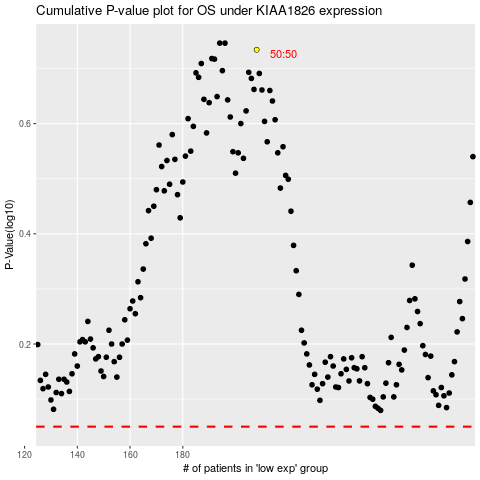 Cumulative P-value plot for OS under KIAA1826 expression
50:50
P-Value(log10)
0.6
0.4
0.2
120
140
160
180
# of patients in 'low exp' group